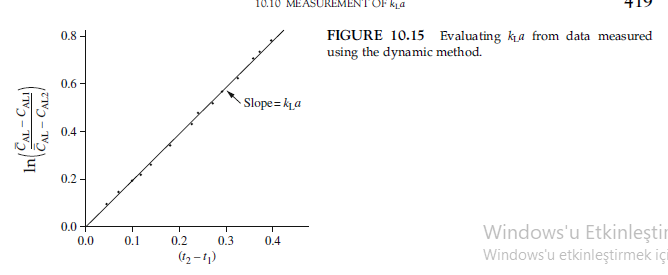 10.10 MEASUREMENT OF kLa
419
FIGURE 10.15 Evaluating kLa from data measured
using the dynamic method.
0.8
0.6
0.4
0.2
0.0
ln(C̄AL − CAL1 / C̄AL − CAL2)
Slope = kLa
0.0 0.1 0.2 0.3 0.4
(t2 − t1)
Windows'u Etkinleştir
Windows'u etkinleştirmek içi